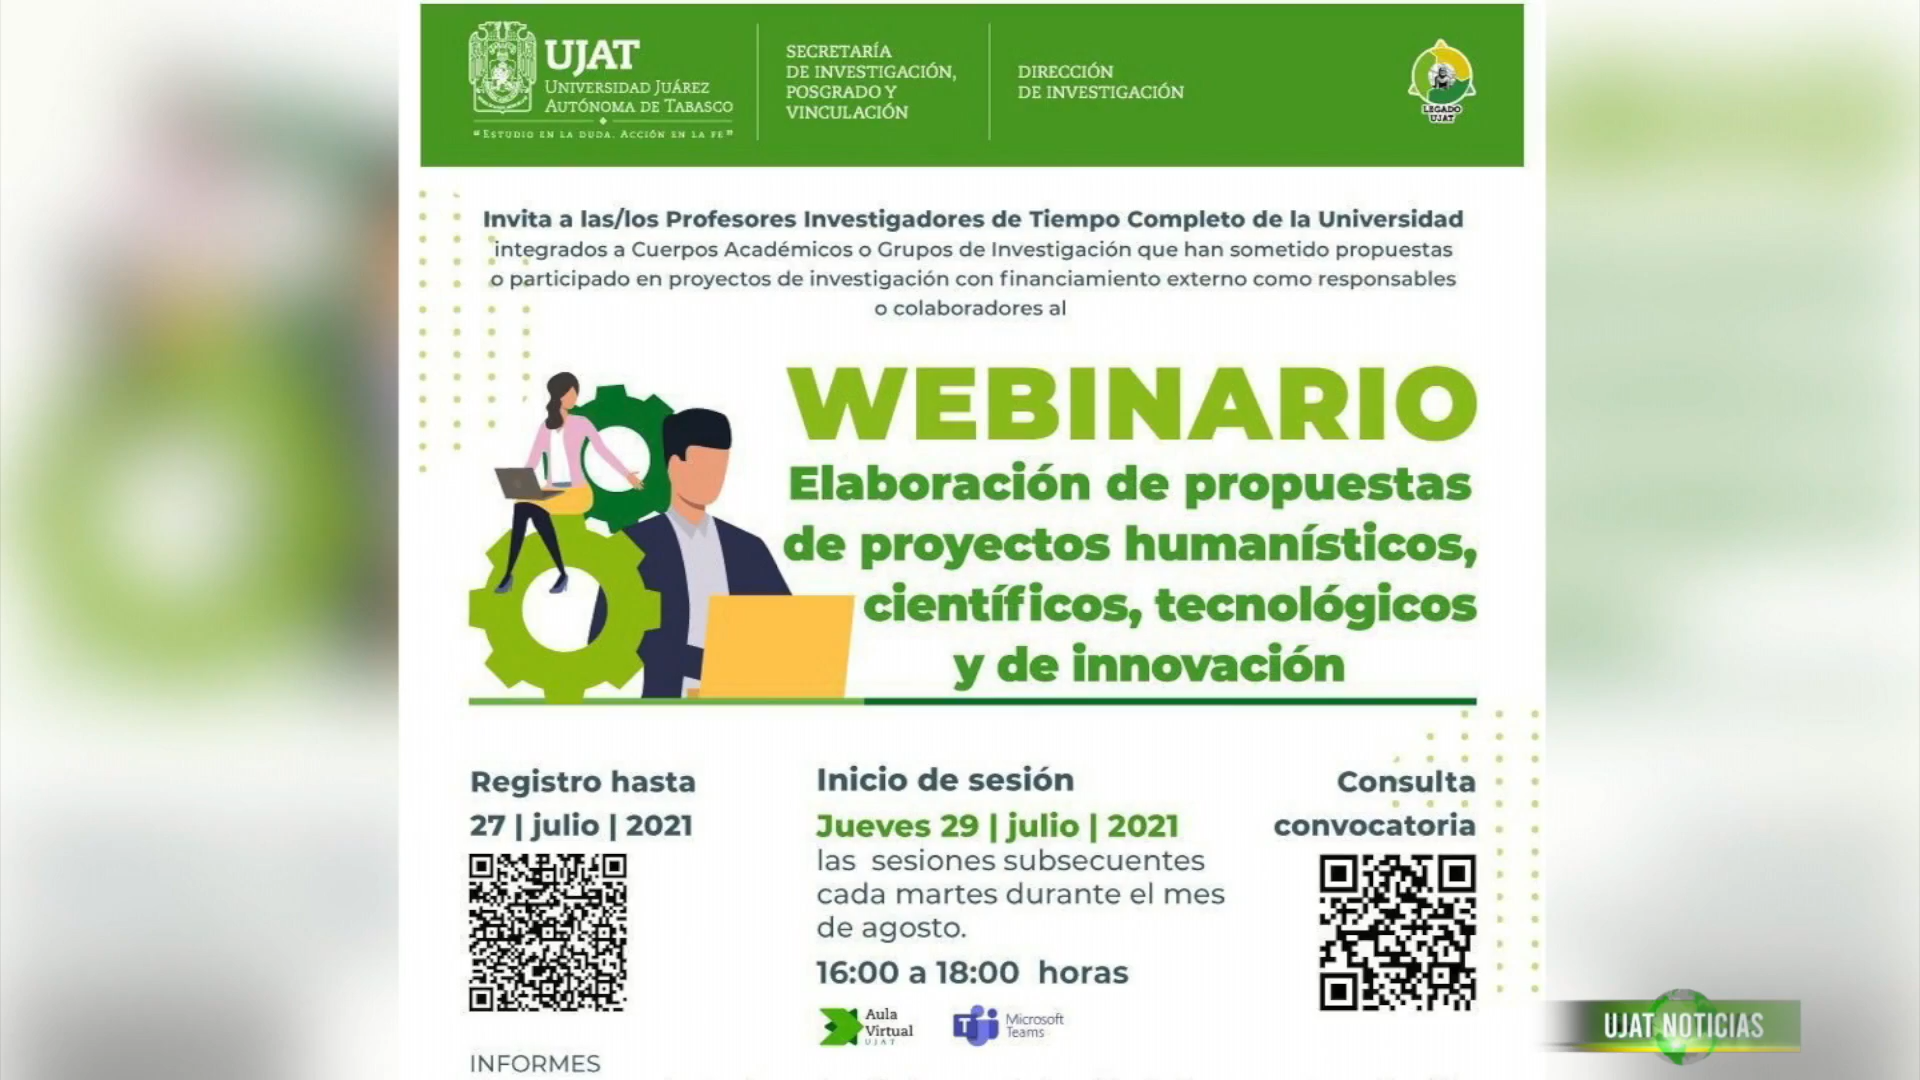 UJAT
UNIVERSIDAD JUÁREZ
AUTÓNOMA DE TABASCO
"ESTUDIO EN LA DUDA. ACCIÓN EN LA FE"
SECRETARÍA
DE INVESTIGACIÓN,
POSGRADO Y
VINCULACIÓN
DIRECCIÓN
DE INVESTIGACIÓN
LEGADO
UJAT
Invita a las/los Profesores Investigadores de Tiempo Completo de la Universidad
integrados a Cuerpos Académicos o Grupos de Investigación que han sometido propuestas
o participado en proyectos de investigación con financiamiento externo como responsables
o colaboradores al
WEBINARIO
Elaboración de propuestas
de proyectos humanísticos,
científicos, tecnológicos
y de innovación
Registro hasta
27 | julio | 2021
Inicio de sesión
Jueves 29 | julio | 2021
las sesiones subsecuentes
cada martes durante el mes
de agosto.
16:00 a 18:00 horas
Aula
Virtual
UJAT
Microsoft
Teams
Consulta
convocatoria
INFORMES
UJAT NOTICIAS